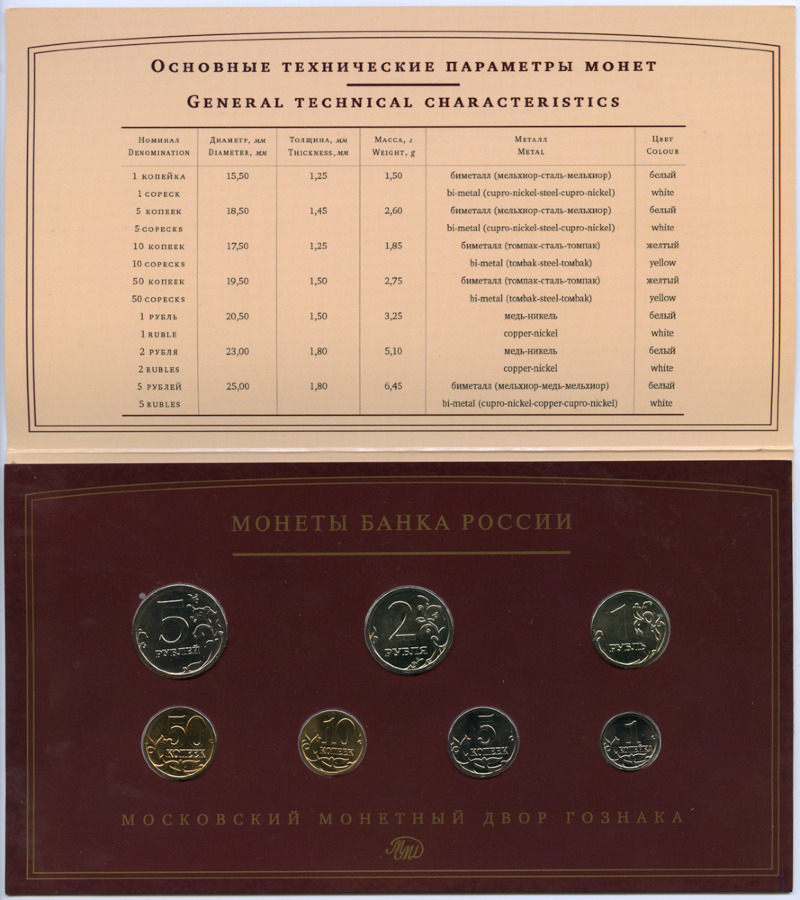 Основные технические параметры монет
General technical characteristics
Номинал Диаметр, мм Толщина, мм Масса, г Металл Цвет
Denomination Diameter, мм Thickness, мм Weight, g Metal Colour
1 копейка 15,50 1,25 1,50 биметалл (мельхиор-сталь-мельхиор) белый
1 copeck bi-metal (cupro-nickel-steel-cupro-nickel) white
5 копеек 18,50 1,45 2,60 биметалл (мельхиор-сталь-мельхиор) белый
5 copecks bi-metal (cupro-nickel-steel-cupro-nickel) white
10 копеек 17,50 1,25 1,85 биметалл (томпак-сталь-томпак) желтый
10 copecks bi-metal (tombak-steel-tombak) yellow
50 копеек 19,50 1,50 2,75 биметалл (томпак-сталь-томпак) желтый
50 copecks bi-metal (tombak-steel-tombak) yellow
1 рубль 20,50 1,50 3,25 медь-никель белый
1 ruble copper-nickel white
2 рубля 23,00 1,80 5,10 медь-никель белый
2 rubles copper-nickel white
5 рублей 25,00 1,80 6,45 биметалл (мельхиор-медь-мельхиор) белый
5 rubles bi-metal (cupro-nickel-copper-cupro-nickel) white
МОНЕТЫ БАНКА РОССИИ
5 РУБЛЕЙ
2 РУБЛЯ
1 РУБЛЬ
50 КОПЕЕК
10 КОПЕЕК
5 КОПЕЕК
1 КОПЕЙКА
МОСКОВСКИЙ МОНЕТНЫЙ ДВОР ГОЗНАКА